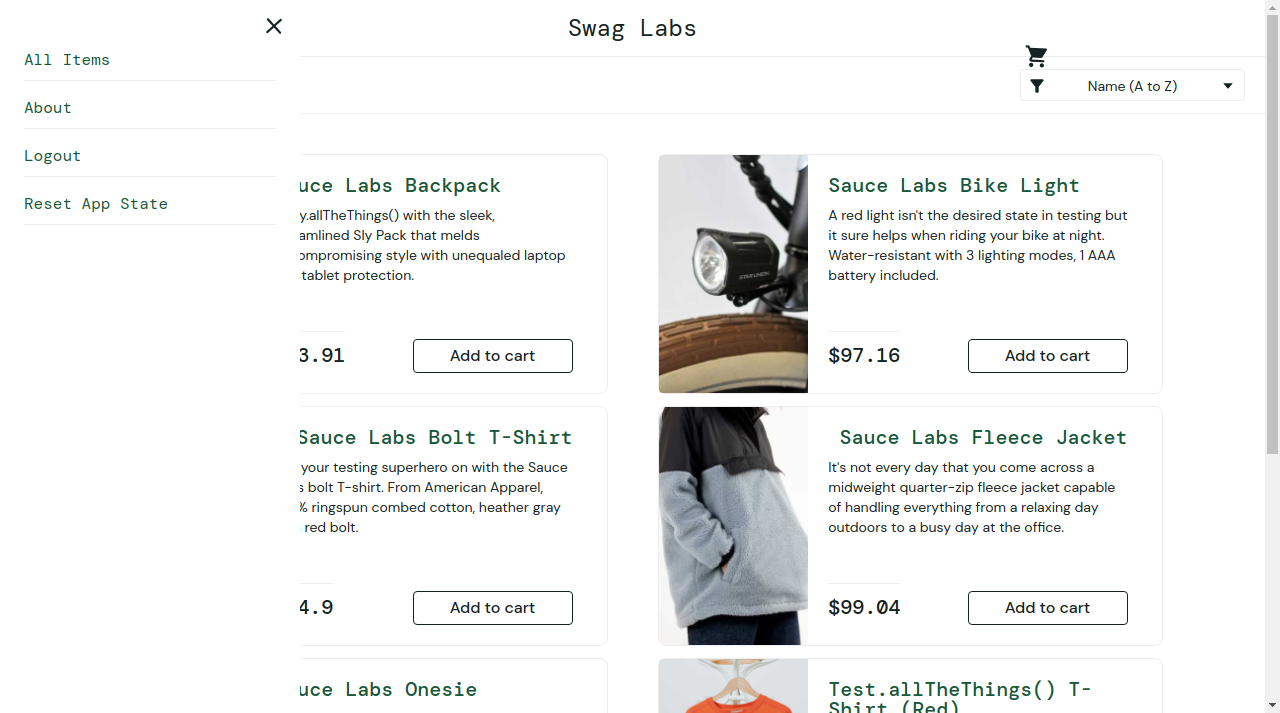 Swag Labs
All Items
About
Logout
Reset App State
Name (A to Z)
uce Labs Backpack
y.allTheThings() with the sleek,
amlined Sly Pack that melds
ompromising style with unequaled laptop
tablet protection.
3.91
Add to cart
Sauce Labs Bike Light
A red light isn't the desired state in testing but
it sure helps when riding your bike at night.
Water-resistant with 3 lighting modes, 1 AAA
battery included.
$97.16
Add to cart
Sauce Labs Bolt T-Shirt
your testing superhero on with the Sauce
s bolt T-shirt. From American Apparel,
% ringspun combed cotton, heather gray
red bolt.
4.9
Add to cart
Sauce Labs Fleece Jacket
It's not every day that you come across a
midweight quarter-zip fleece jacket capable
of handling everything from a relaxing day
outdoors to a busy day at the office.
$99.04
Add to cart
uce Labs Onesie
Test.allTheThings() T-
Shirt (Red)